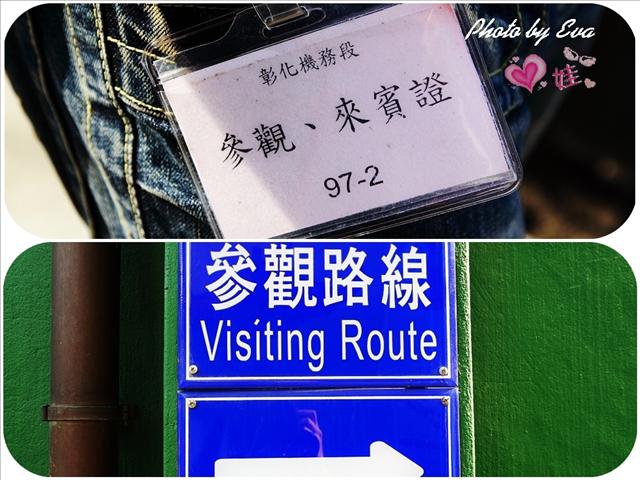 Photo by Eva
娃
彰化機務段
參觀、來賓證
97-2
參觀路線
Visíting Route